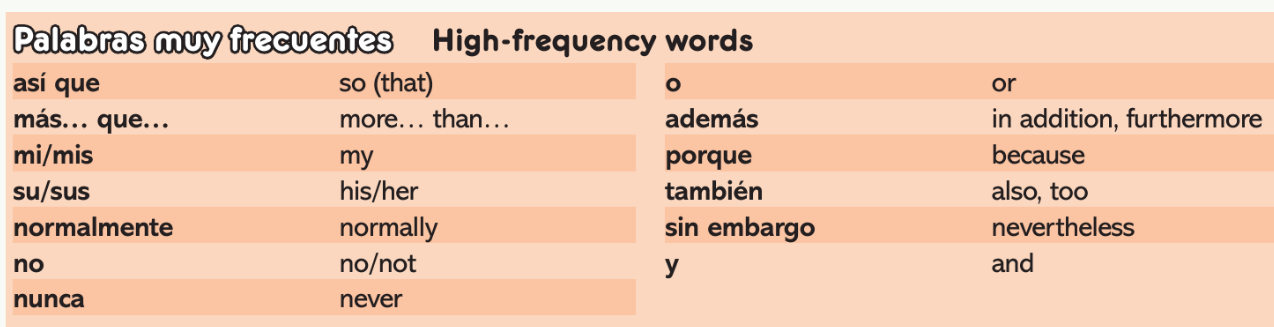 Palabras muy frecuentes High-frequency words
así que so (that)
más... que... more... than...
mi/mis my
su/sus his/her
normalmente normally
no no/not
nunca never
o or
además in addition, furthermore
porque because
también also, too
sin embargo nevertheless
y and